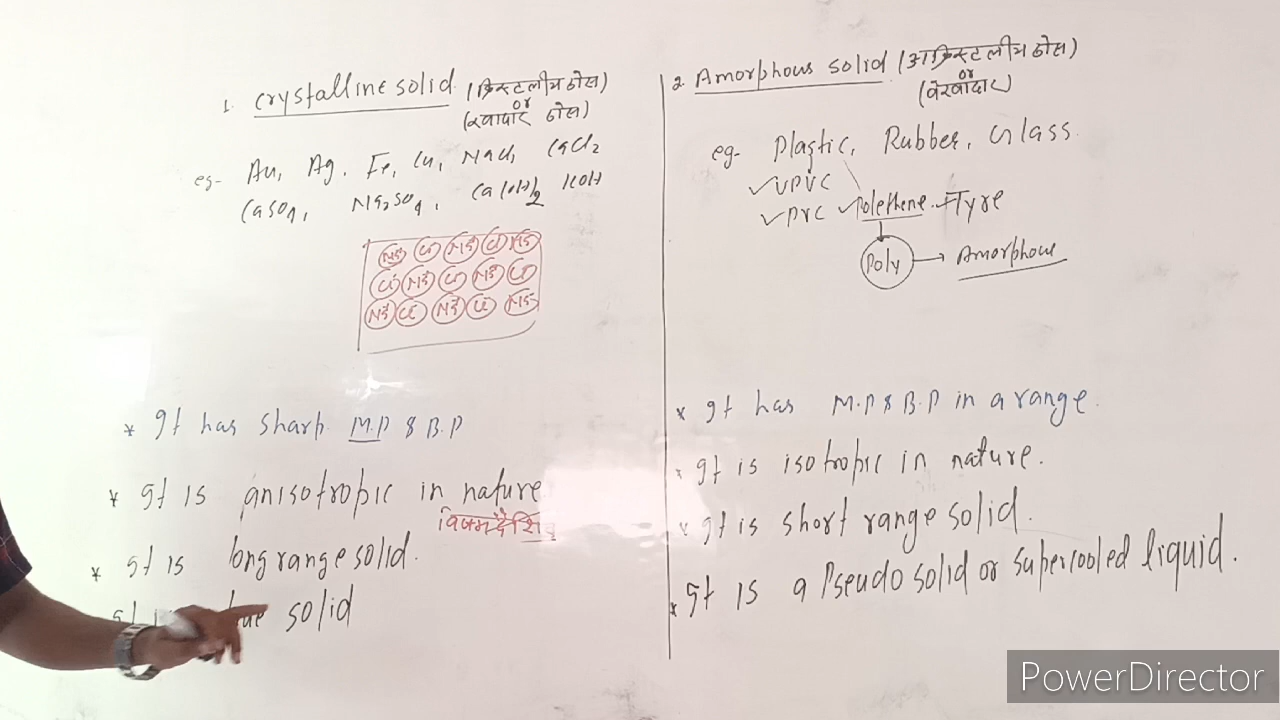 1. Crystalline solid (क्रिस्टलीय ठोस)
or
(रवादार ठोस)
eg- Au, Ag, Fe, Cu, NaCl, CaCl2
CaSO4, Na2SO4, Ca(OH)2 KOH
* It has sharp M.P & B.P
* It is anisotropic in nature
* It is long range solid.
solid
2. Amorphous solid (अक्रिस्टलीय ठोस)
or
(बेरवादार)
eg- Plastic, Rubber, Glass.
✓UPVC
✓PVC ✓Polethene. Tyre
Poly → Amorphous
* It has M.P & B.P in a range.
* It is isotropic in nature.
* It is short range solid.
* It is a Pseudo solid or supercooled liquid.
PowerDirector